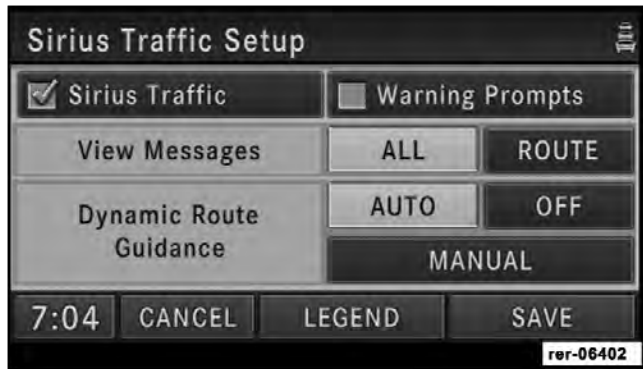 Sirius Traffic Setup
Sirius Traffic
Warning Prompts
View Messages
ALL
ROUTE
Dynamic Route
Guidance
AUTO
OFF
MANUAL
7:04
CANCEL
LEGEND
SAVE
rer-06402